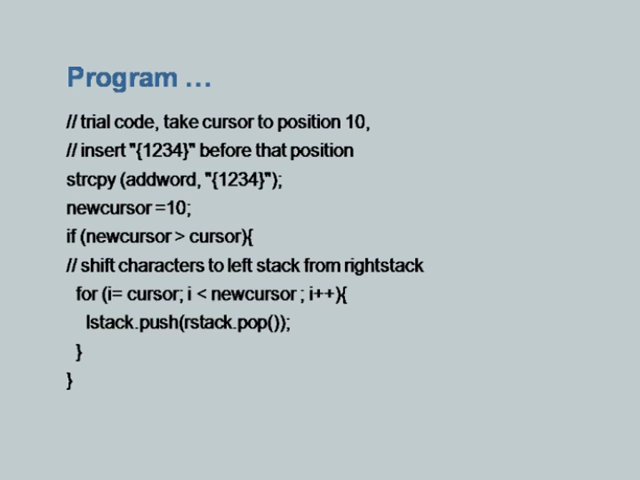 Program ...
// trial code, take cursor to position 10,
// insert "{1234}" before that position
strcpy (addword, "{1234}");
newcursor =10;
if (newcursor > cursor){
// shift characters to left stack from rightstack
for (i= cursor; i < newcursor ; i++){
lstack.push(rstack.pop());
}
}